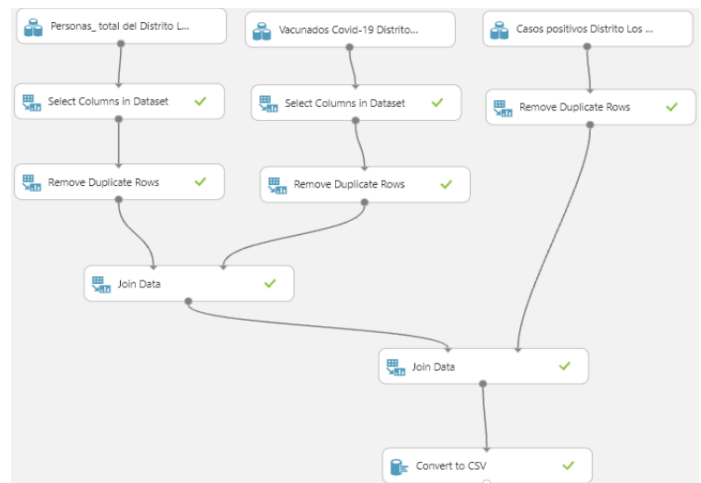 Personas_ total del Distrito L...
Vacunados Covid-19 Distrito...
Casos positivos Distrito Los ...
Select Columns in Dataset
Select Columns in Dataset
Remove Duplicate Rows
Remove Duplicate Rows
Remove Duplicate Rows
Join Data
Join Data
Convert to CSV